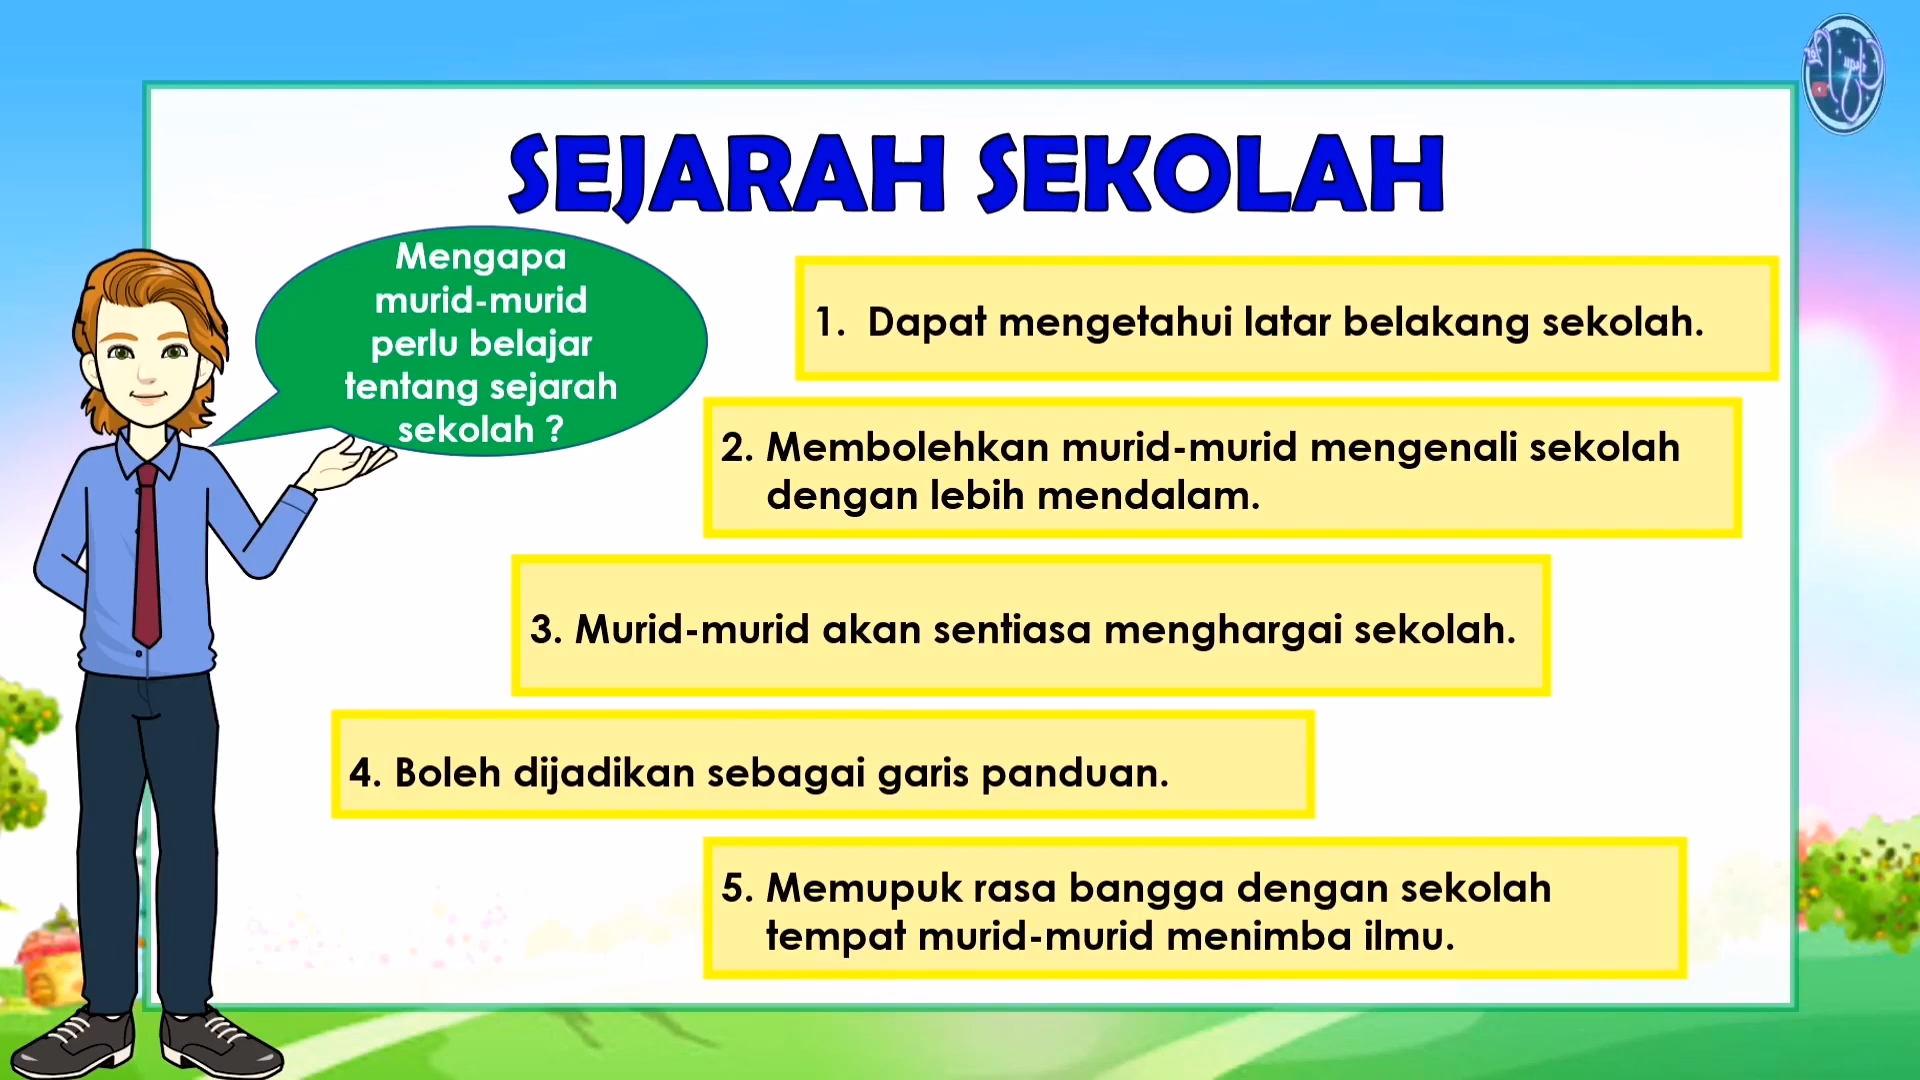 SEJARAH SEKOLAH
Mengapa
murid-murid
perlu belajar
tentang sejarah
sekolah ?
1. Dapat mengetahui latar belakang sekolah.
2. Membolehkan murid-murid mengenali sekolah
dengan lebih mendalam.
3. Murid-murid akan sentiasa menghargai sekolah.
4. Boleh dijadikan sebagai garis panduan.
5. Memupuk rasa bangga dengan sekolah
tempat murid-murid menimba ilmu.